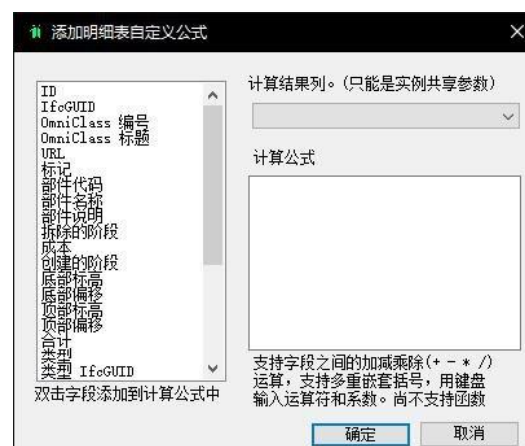 添加明细表自定义公式
ID
IfcGUID
OmniClass 编号
OmniClass 标题
URL
标记
部件代码
部件名称
部件说明
拆除的阶段
成本
创建的阶段
底部标高
底部偏移
顶部标高
顶部偏移
合计
类型
类型 IfcGUID
双击字段添加到计算公式中
计算结果列。(只能是实例共享参数)
计算公式
支持字段之间的加减乘除(+ - * /)
运算，支持多重嵌套括号，用键盘
输入运算符和系数。尚不支持函数
确定
取消